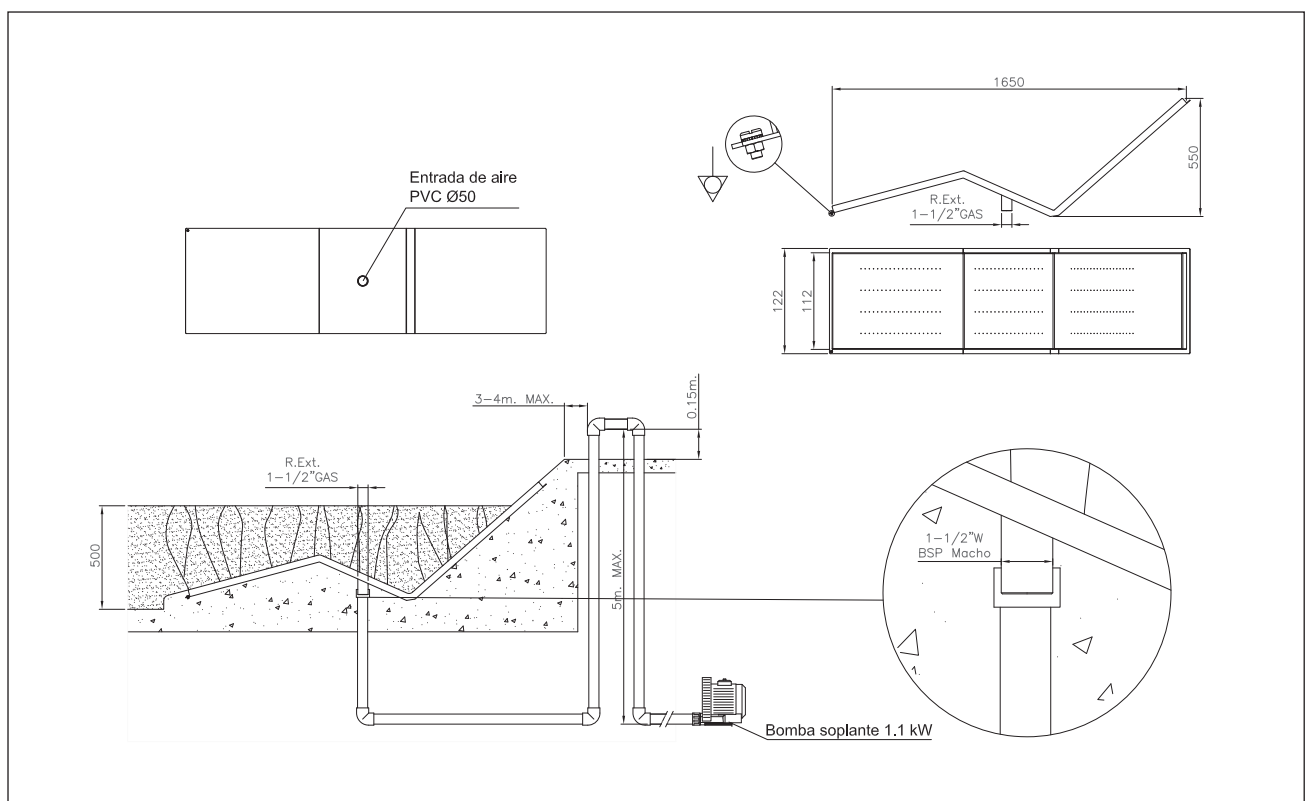 1650
550
R.Ext.
1-1/2"GAS
Entrada de aire
PVC Ø50
122
112
3-4m. MAX.
0.15m.
R.Ext.
1-1/2"GAS
500
5m. MAX.
1-1/2"W
BSP Macho
Bomba soplante 1.1 kW